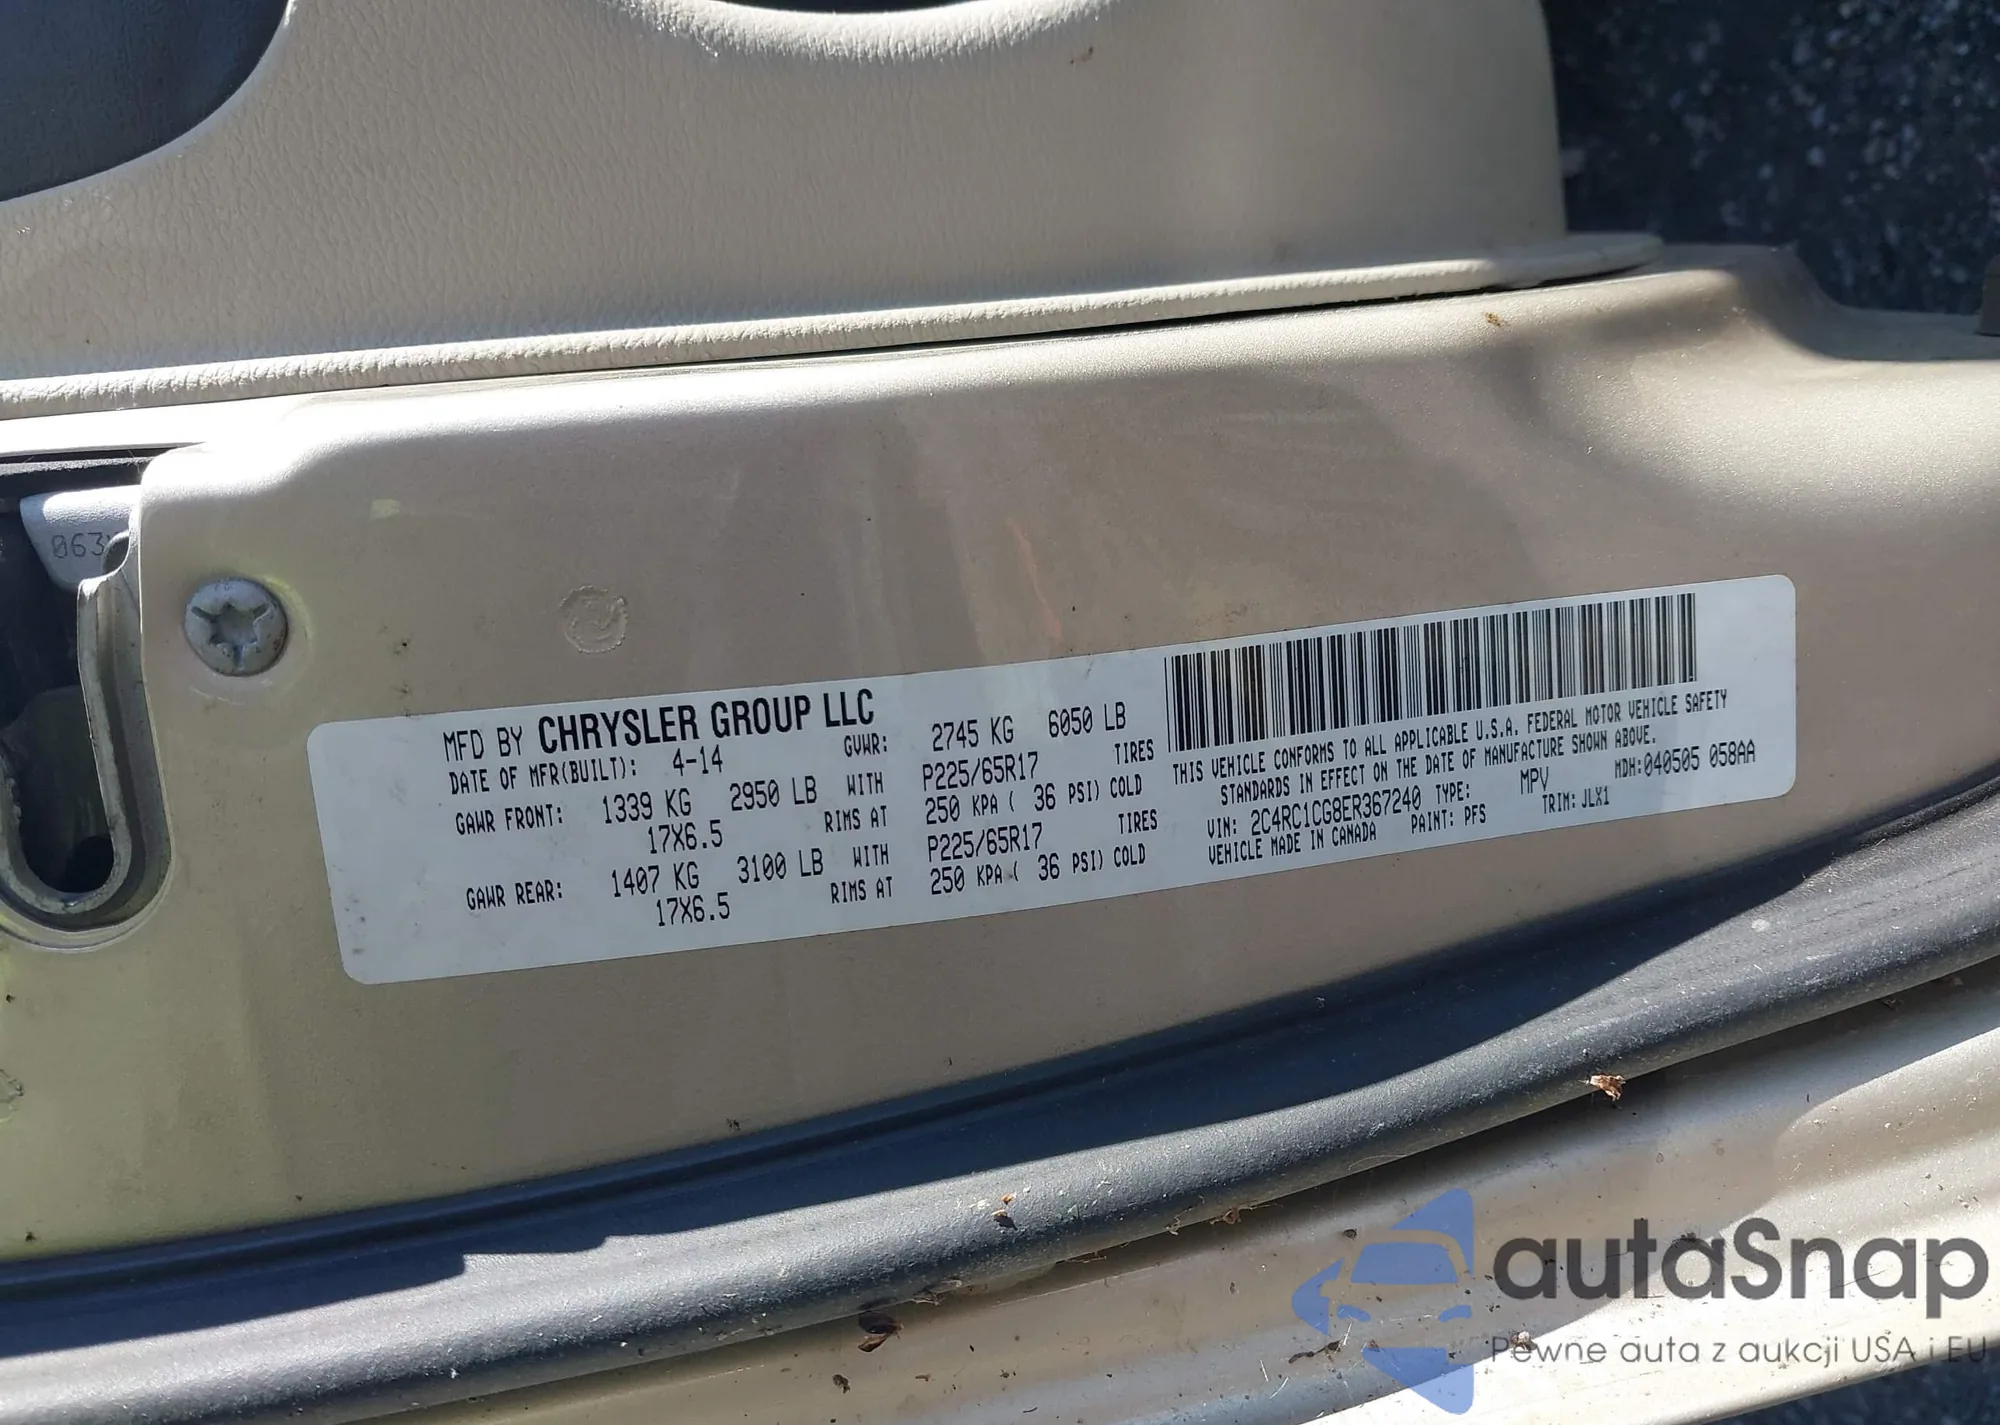 063
MFD BY CHRYSLER GROUP LLC
DATE OF MFR(BUILT): 4-14 GVWR: 2745 KG 6050 LB
GAWR FRONT: 1339 KG 2950 LB WITH P225/65R17 TIRES
17X6.5 RIMS AT 250 KPA ( 36 PSI) COLD
GAWR REAR: 1407 KG 3100 LB WITH P225/65R17 TIRES
17X6.5 RIMS AT 250 KPA ( 36 PSI) COLD
THIS VEHICLE CONFORMS TO ALL APPLICABLE U.S.A. FEDERAL MOTOR VEHICLE SAFETY
STANDARDS IN EFFECT ON THE DATE OF MANUFACTURE SHOWN ABOVE.
VIN: 2C4RC1CG8ER367240 TYPE: MPV MDH:040505 058AA
VEHICLE MADE IN CANADA PAINT: PFS TRIM: JLX1
autaSnap
Pewne auta z aukcji USA i EU